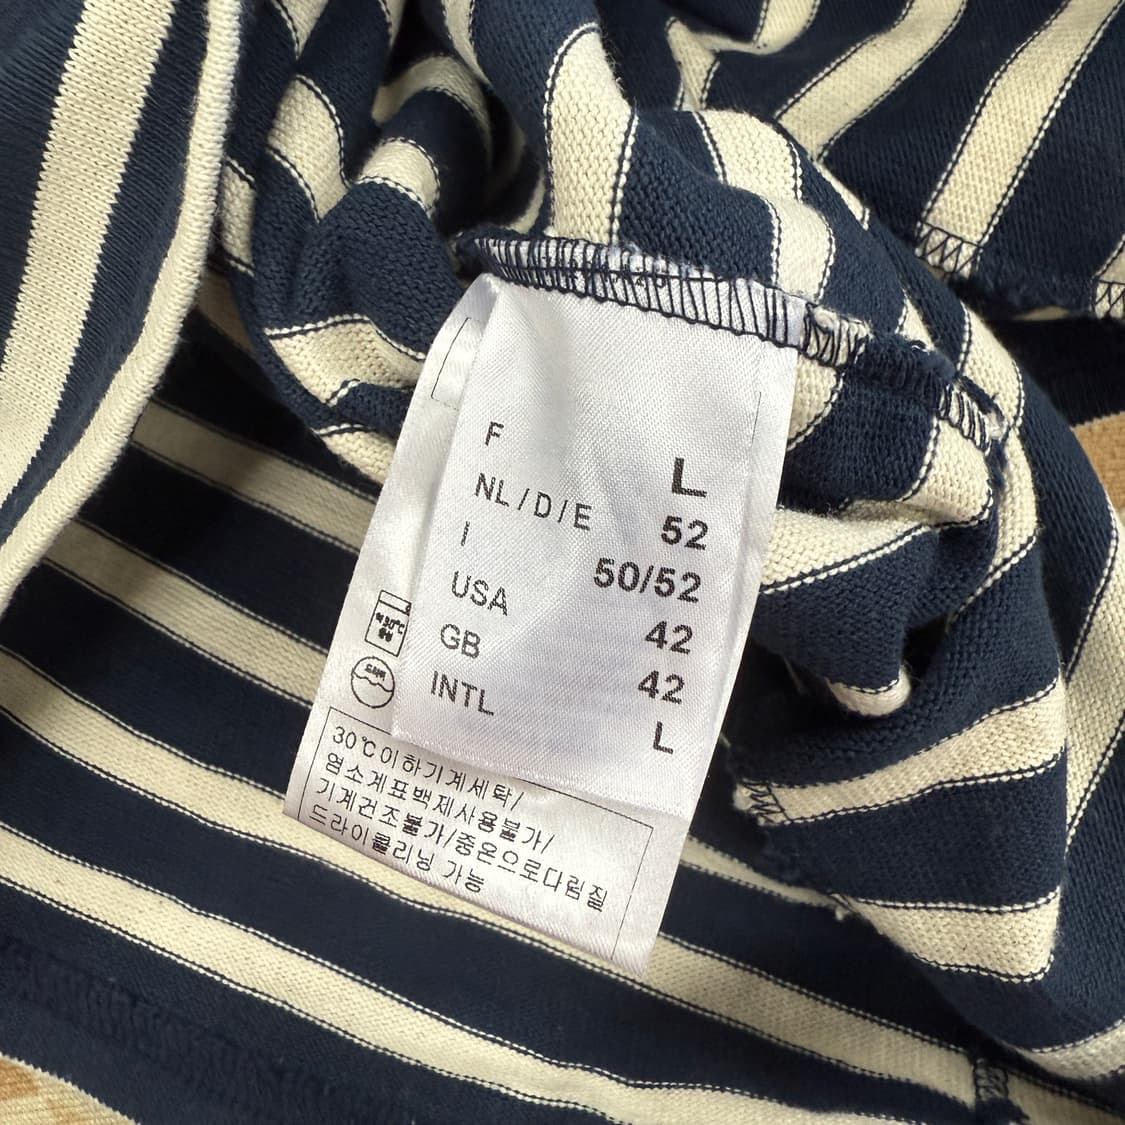 F L
NL/D/E 52
I 50/52
USA 42
GB 42
INTL L
30℃이하기계세탁/
염소계표백제사용불가/
기계건조불가/중온으로다림질
드라이클리닝 가능